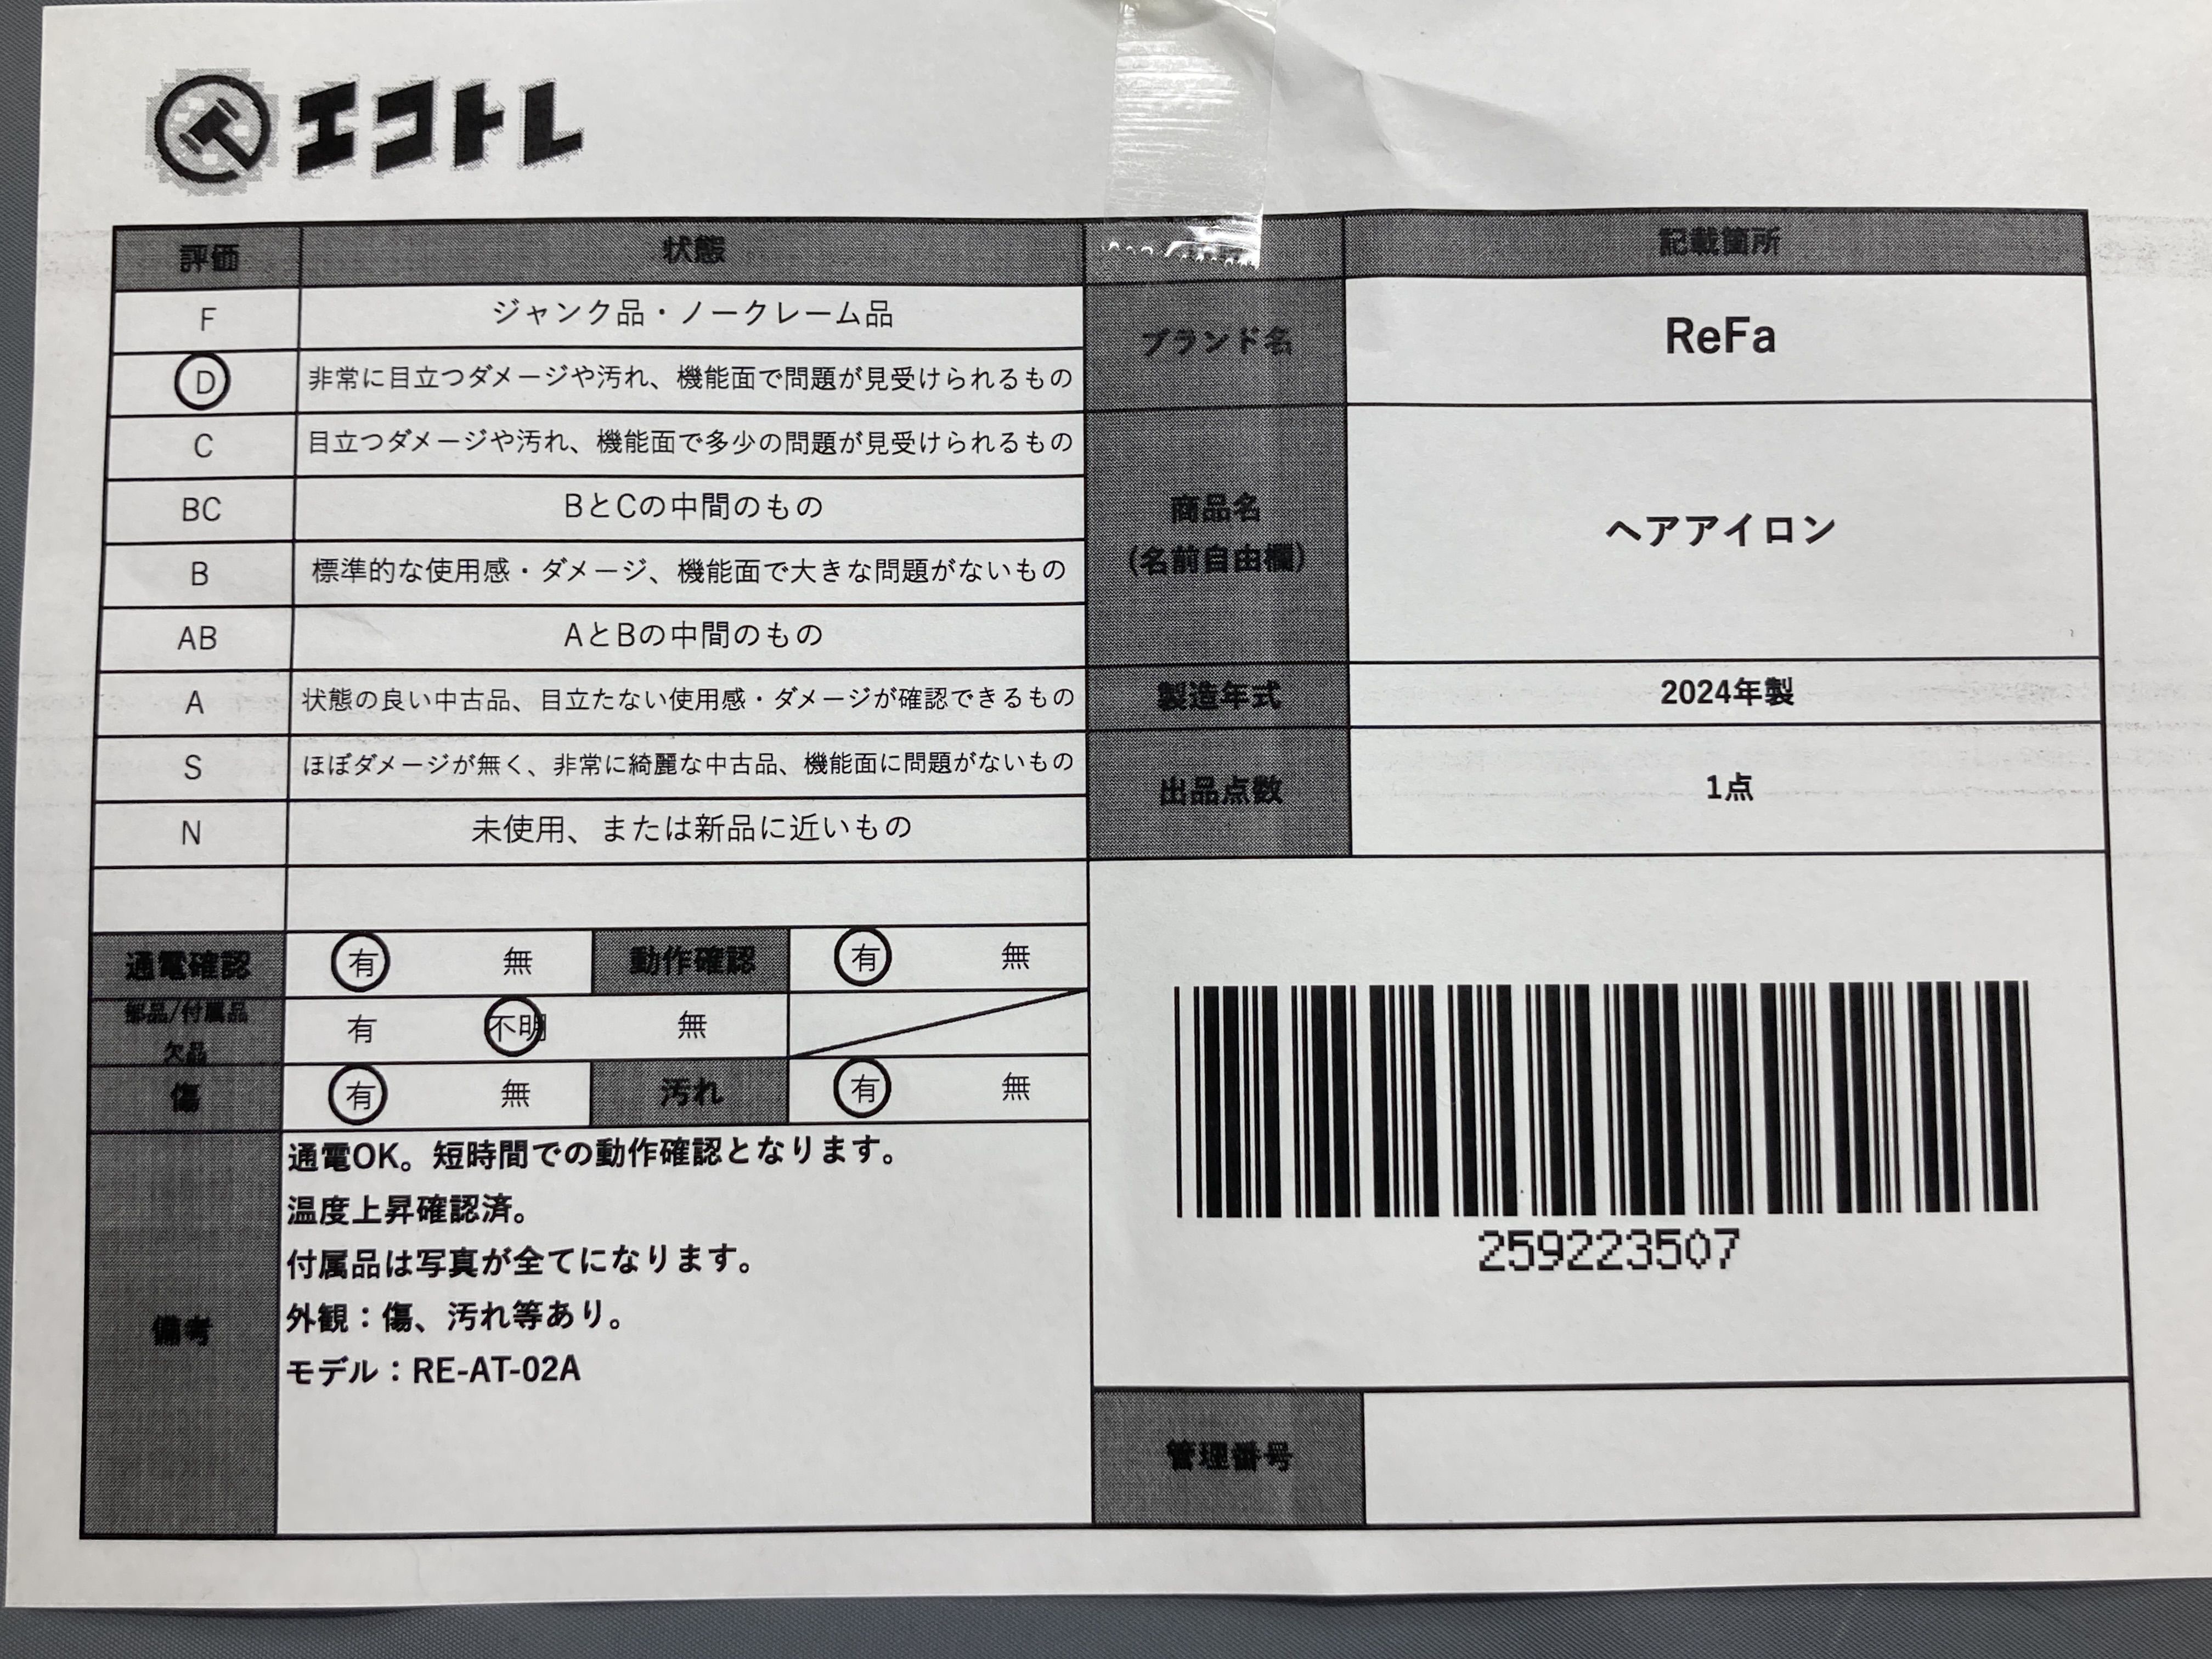 エコトレ
評価 状態 記載箇所
F ジャンク品・ノークレーム品
D 非常に目立つダメージや汚れ、機能面で問題が見受けられるもの
C 目立つダメージや汚れ、機能面で多少の問題が見受けられるもの
BC BとCの中間のもの
B 標準的な使用感・ダメージ、機能面で大きな問題がないもの
AB AとBの中間のもの
A 状態の良い中古品、目立たない使用感・ダメージが確認できるもの
S ほぼダメージが無く、非常に綺麗な中古品、機能面に問題がないもの
N 未使用、または新品に近いもの
通電確認 有 無 動作確認 有 無
部品/付属品
欠品
有 不明 無
傷 有 無 汚れ 有 無
備考
通電OK。短時間での動作確認となります。
温度上昇確認済。
付属品は写真が全てになります。
外観：傷、汚れ等あり。
モデル：RE-AT-02A
ブランド名 ReFa
商品名
(名前自由欄)
ヘアアイロン
製造年式 2024年製
出品点数 1点
259223507
管理番号